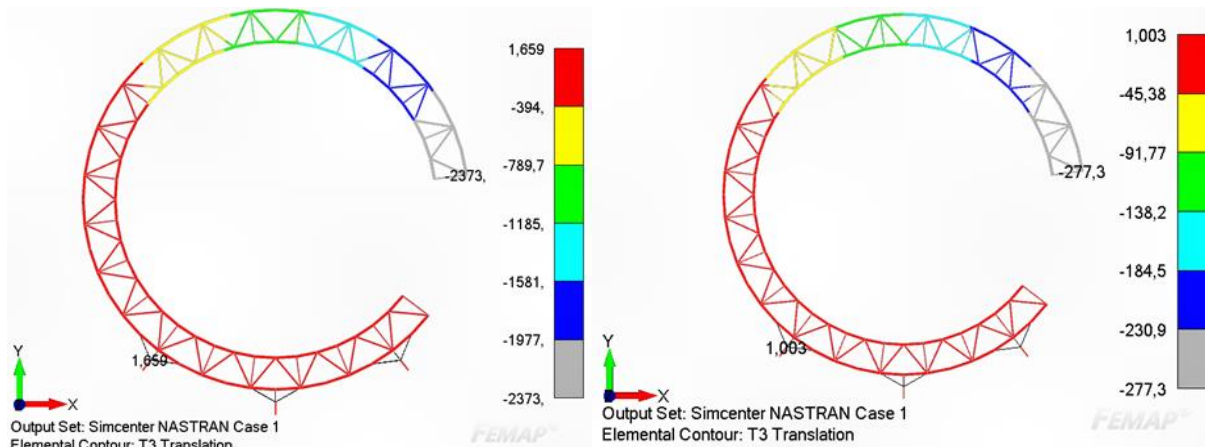 1,659
-394,
-789,7
-1185,
-1581,
-1977,
-2373,
-2373,
1,659
Y
X
Output Set: Simcenter NASTRAN Case 1
Elemental Contour: T3 Translation
FEMAP
1,003
-45,38
-91,77
-138,2
-184,5
-230,9
-277,3
-277,3
1,003
Y
X
Output Set: Simcenter NASTRAN Case 1
Elemental Contour: T3 Translation
FEMAP